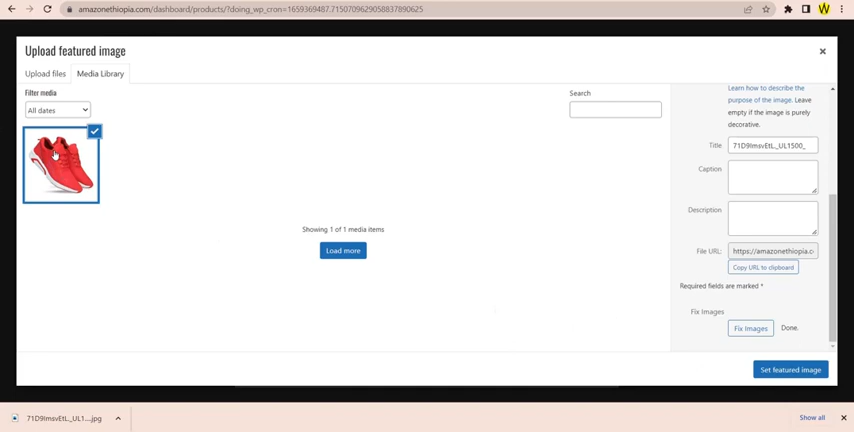 amazonethiopia.com/dashboard/products/?doing_wp_cron=1659369487.7150709629058837890625
W
Upload featured image
Upload files
Media Library
Filter media
All dates
Search
Showing 1 of 1 media items
Load more
Learn how to describe the
purpose of the image. Leave
empty if the image is purely
decorative.
Title
71D9ImsvEtL._UL1500_
Caption
Description
File URL:
https://amazonethiopia.c
Copy URL to clipboard
Required fields are marked *
Fix Images
Fix Images
Done.
Set featured image
71D9ImsvEtL._UL1....jpg
Show all